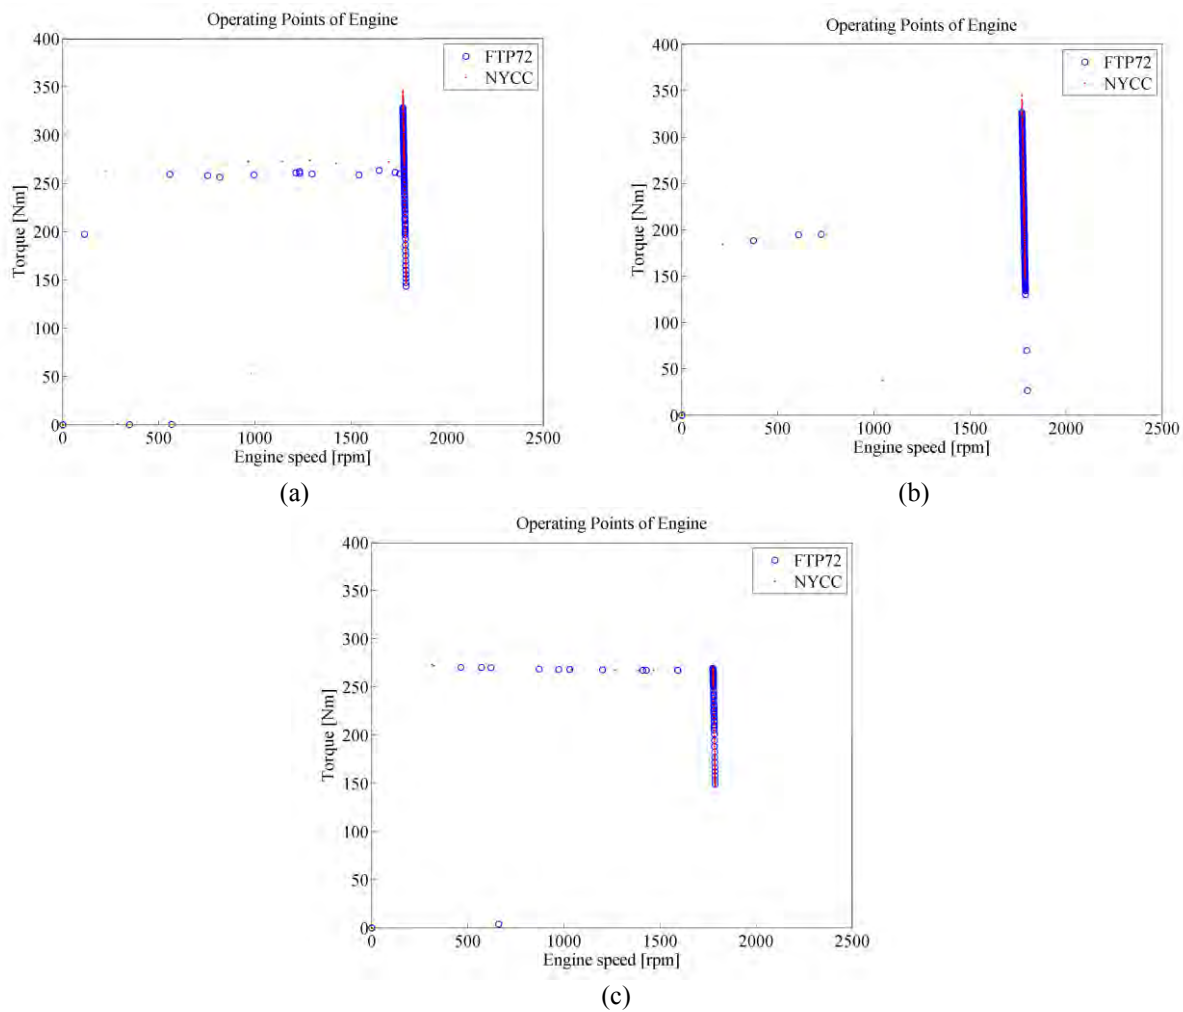 Operating Points of Engine
400
350
300
250
200
150
100
50
0
Torque [Nm]
FTP72
NYCC
0 500 1000 1500 2000 2500
Engine speed [rpm]
(a)
Operating Points of Engine
400
350
300
250
200
150
100
50
0
Torque [Nm]
FTP72
NYCC
0 500 1000 1500 2000 2500
Engine speed [rpm]
(b)
Operating Points of Engine
400
350
300
250
200
150
100
50
0
Torque [Nm]
FTP72
NYCC
0 500 1000 1500 2000 2500
Engine speed [rpm]
(c)